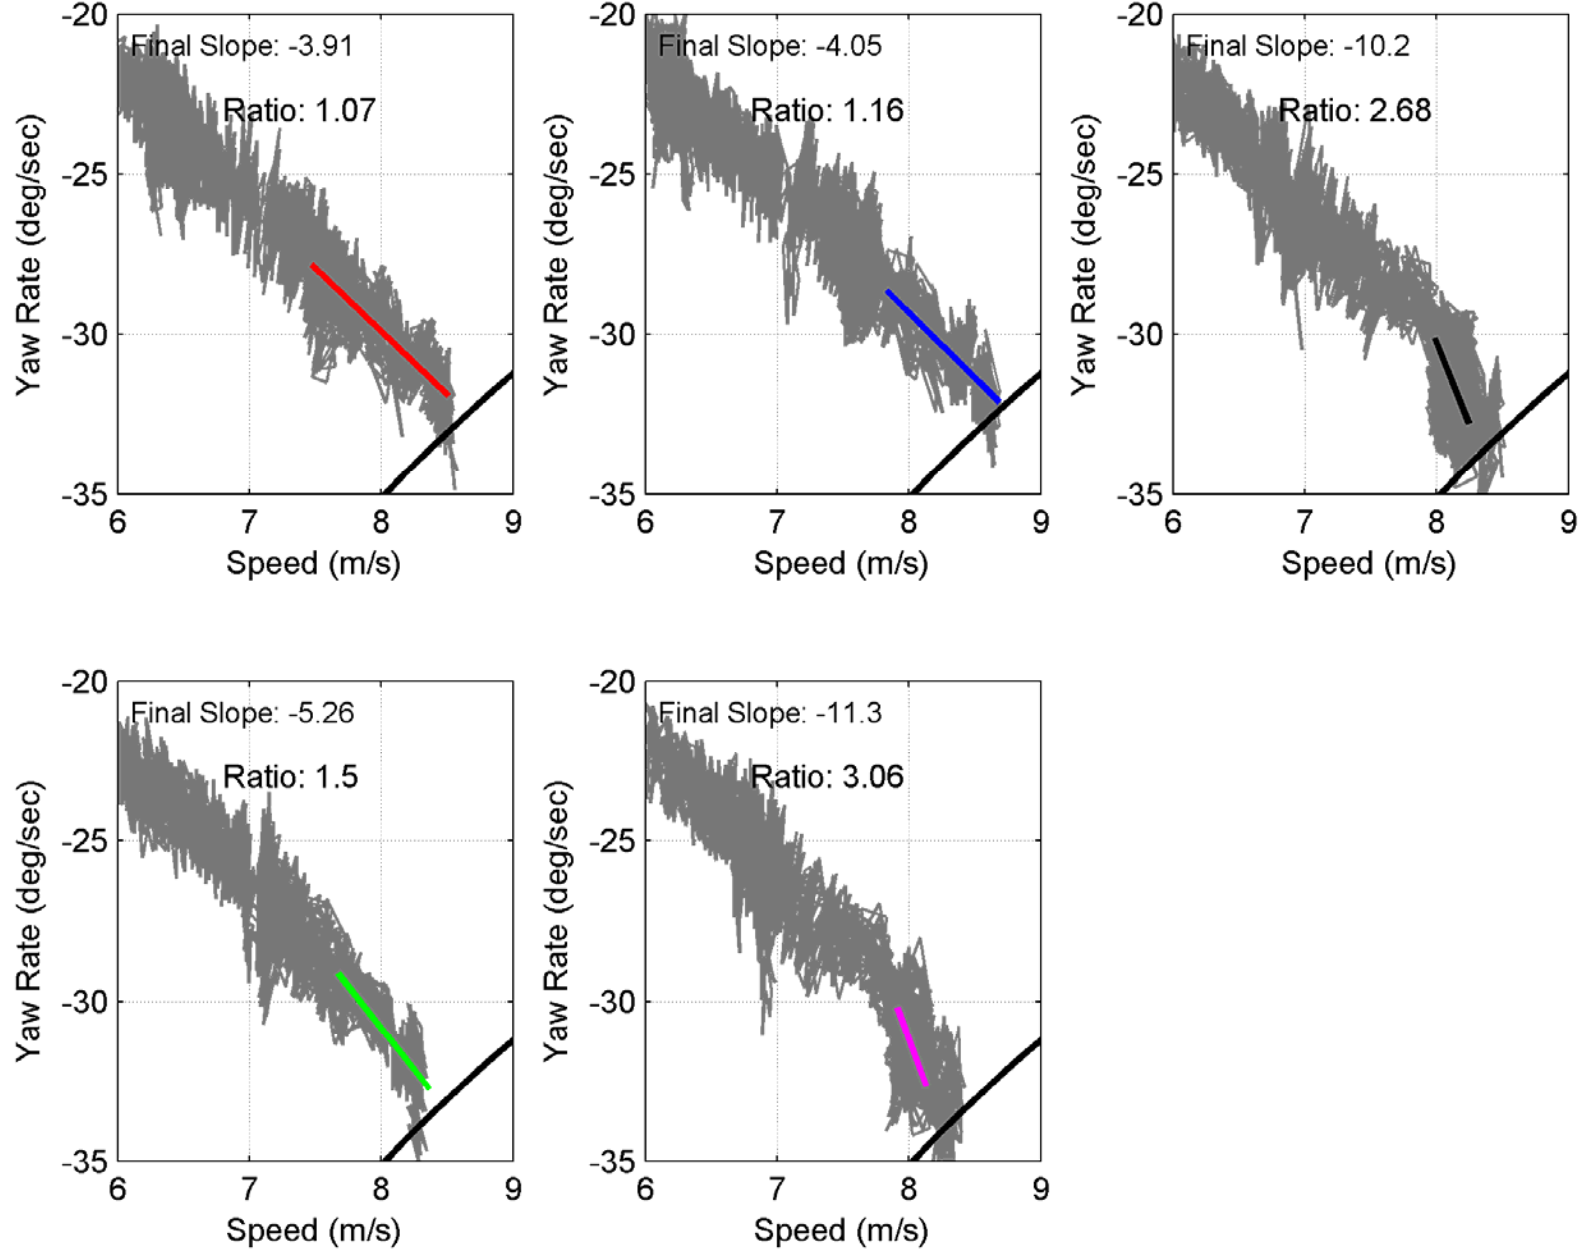 -20
-25
-30
-35
Yaw Rate (deg/sec)
Final Slope: -3.91
Ratio: 1.07
6 7 8 9
Speed (m/s)
-20
-25
-30
-35
Yaw Rate (deg/sec)
Final Slope: -4.05
Ratio: 1.16
6 7 8 9
Speed (m/s)
-20
-25
-30
-35
Yaw Rate (deg/sec)
Final Slope: -10.2
Ratio: 2.68
6 7 8 9
Speed (m/s)
-20
-25
-30
-35
Yaw Rate (deg/sec)
Final Slope: -5.26
Ratio: 1.5
6 7 8 9
Speed (m/s)
-20
-25
-30
-35
Yaw Rate (deg/sec)
Final Slope: -11.3
Ratio: 3.06
6 7 8 9
Speed (m/s)